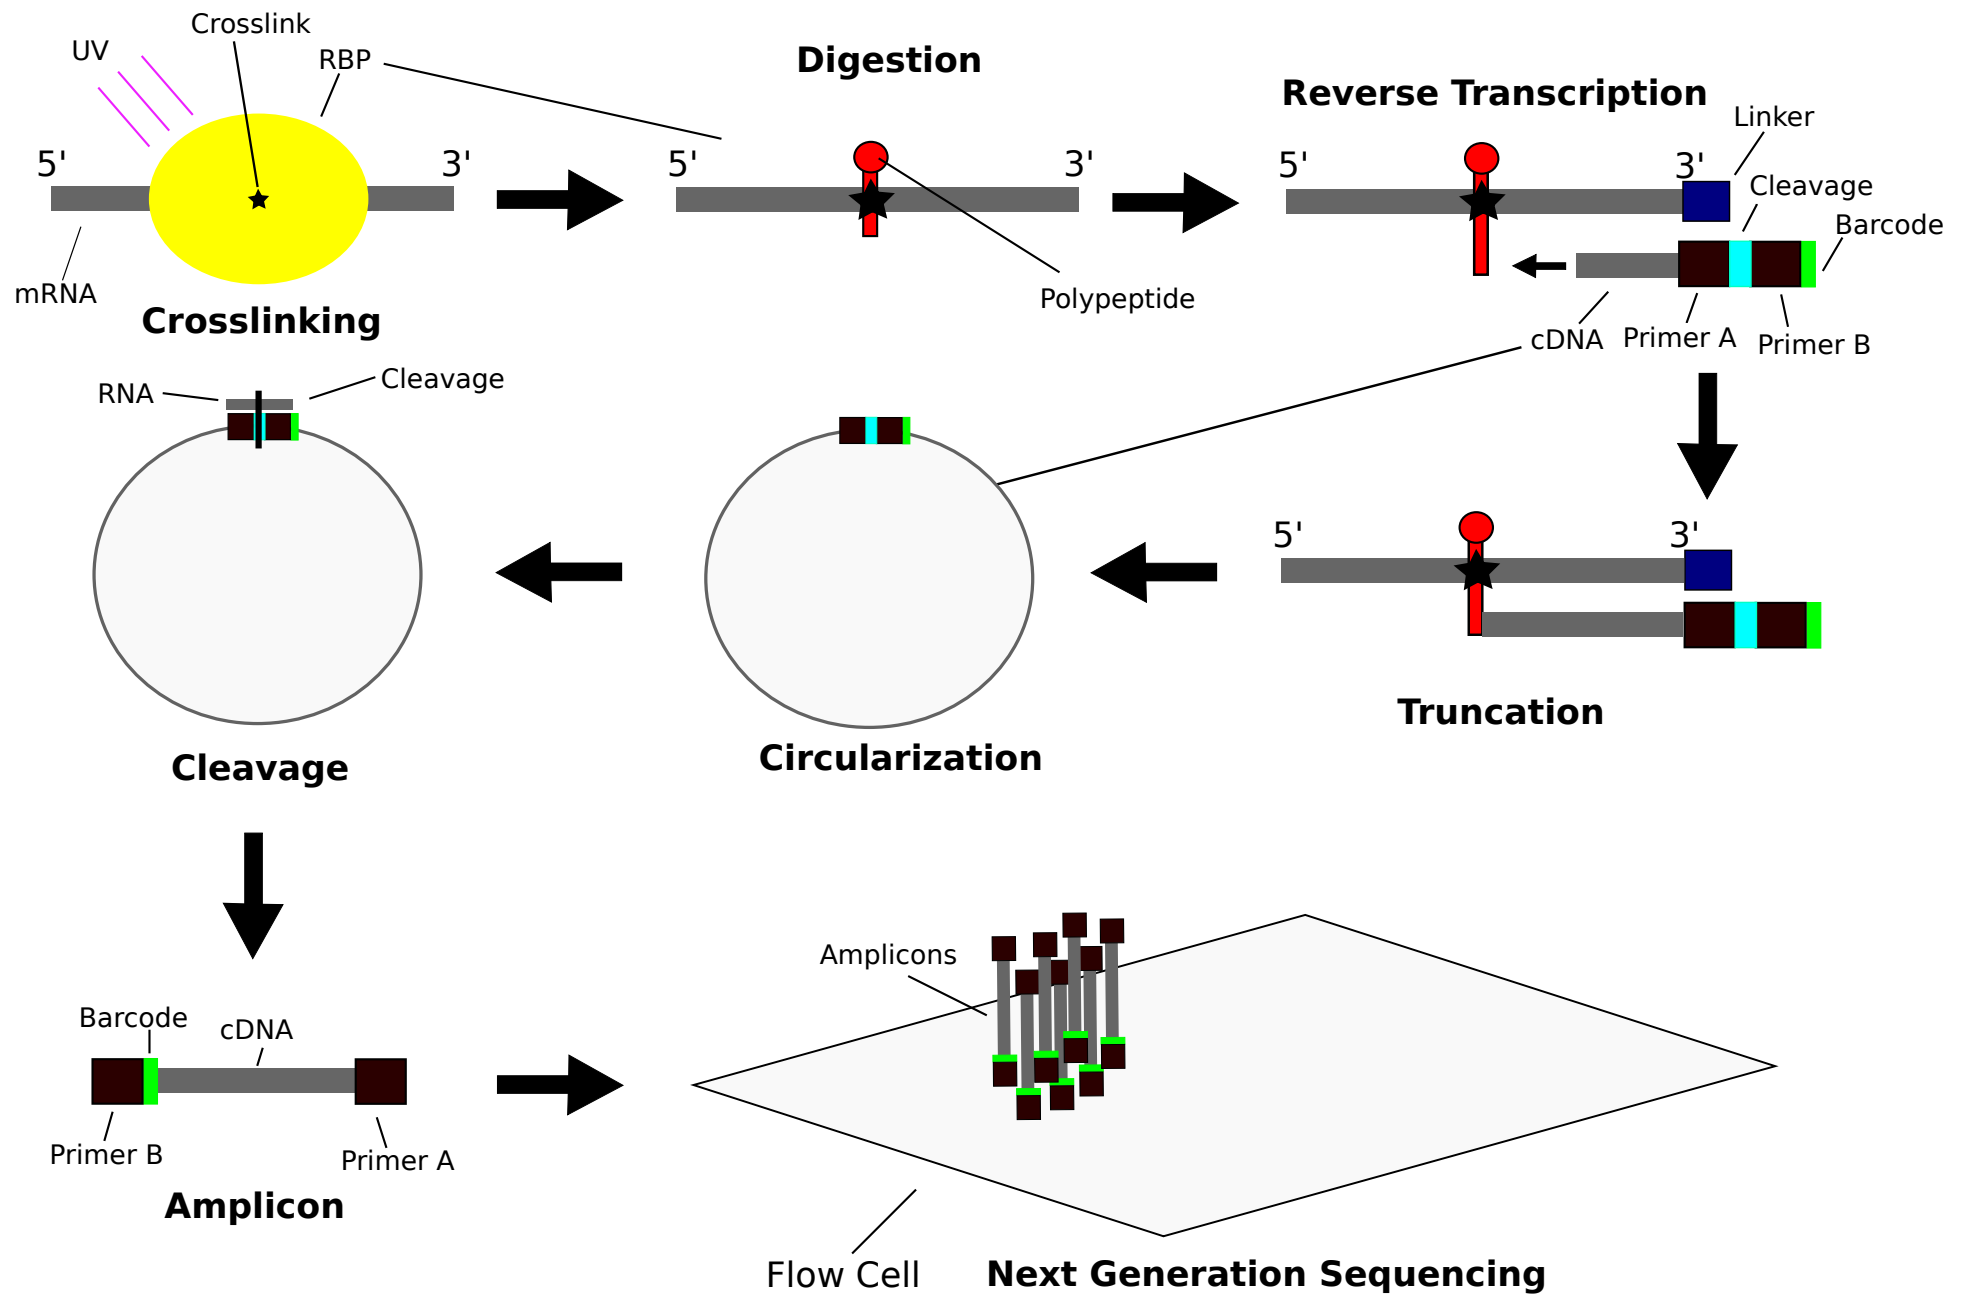 Crosslink
UV
RBP
5'
3'
mRNA
Crosslinking
Digestion
5'
3'
Polypeptide
Reverse Transcription
Linker
5'
3'
Cleavage
Barcode
cDNA
Primer A
Primer B
5'
3'
Truncation
Circularization
RNA
Cleavage
Cleavage
Barcode
cDNA
Primer B
Primer A
Amplicon
Amplicons
Flow Cell
Next Generation Sequencing